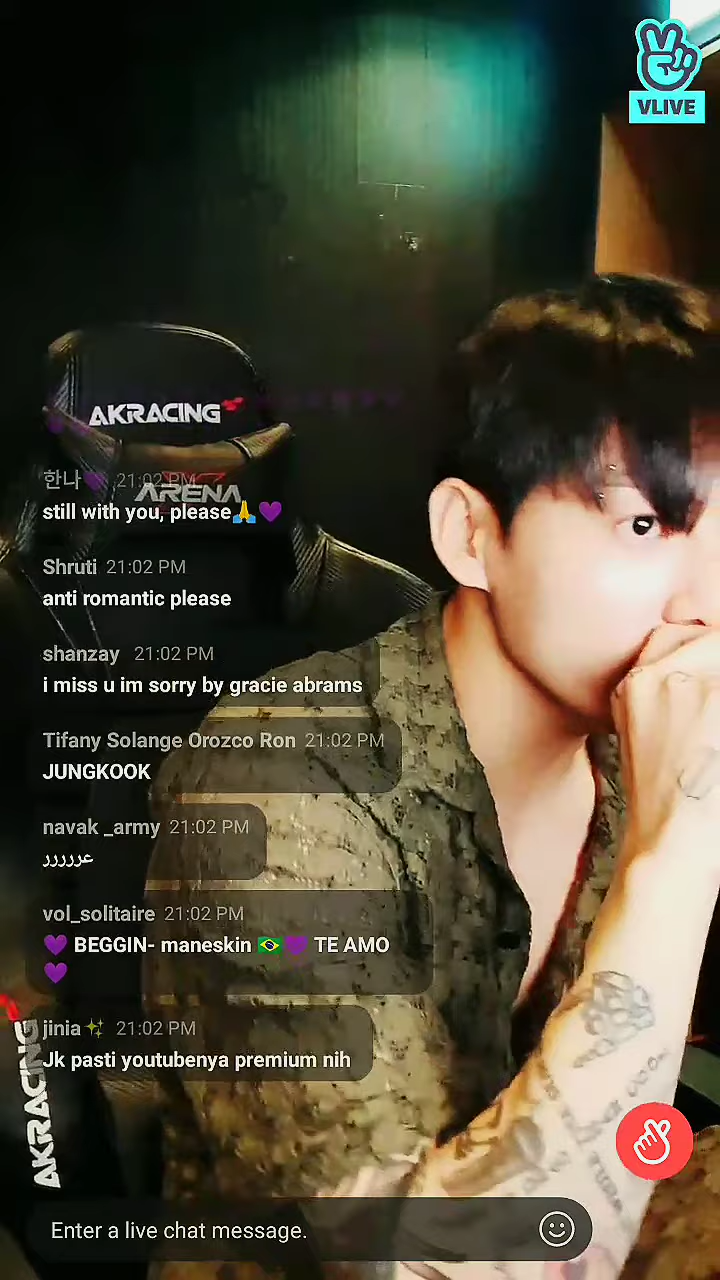 VLIVE
AKRACING
한나💜 21:02 PM
ARENA
still with you, please🙏💜
Shruti 21:02 PM
anti romantic please
shanzay 21:02 PM
i miss u im sorry by gracie abrams
Tifany Solange Orozco Ron 21:02 PM
JUNGKOOK
navak _army 21:02 PM
عررررر
vol_solitaire 21:02 PM
💜 BEGGIN- maneskin 🇧🇷💜 TE AMO
💜
jinia✨ 21:02 PM
Jk pasti youtubenya premium nih
AKRACING
Enter a live chat message.